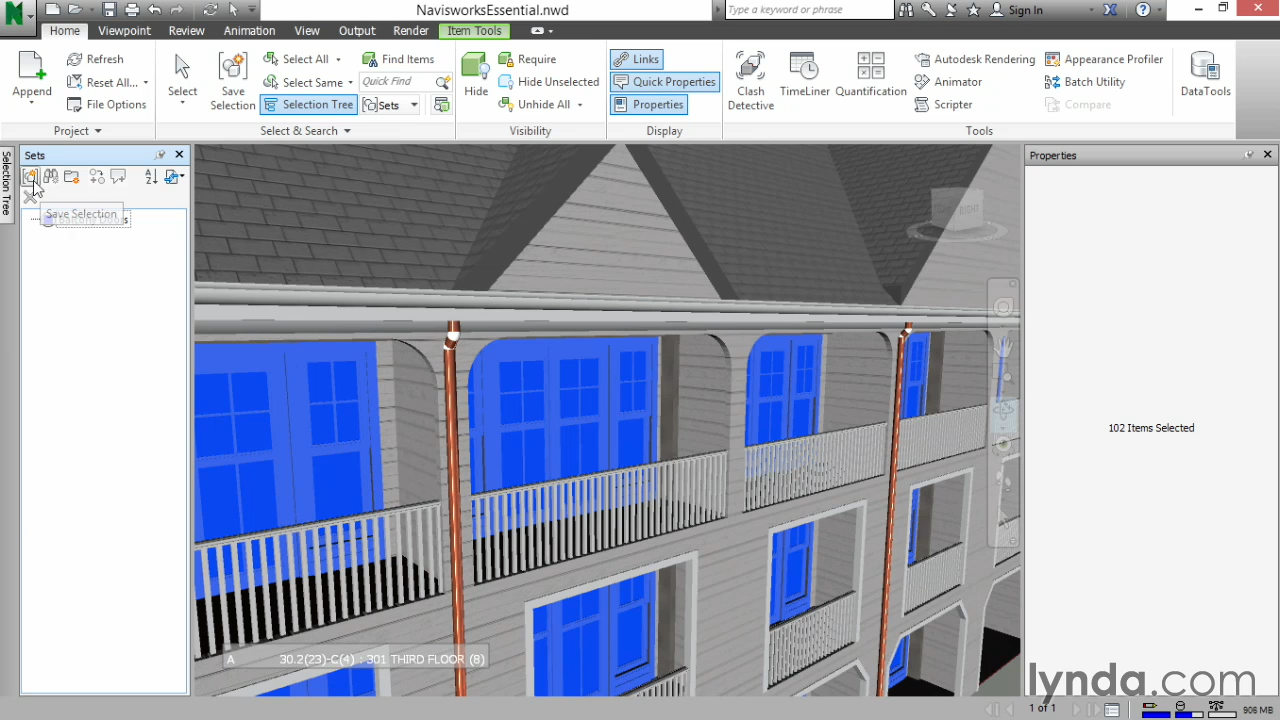 NavisworksEssential.nwd
Type a keyword or phrase
Sign In
Home Viewpoint Review Animation View Output Render Item Tools
Append
Refresh
Reset All...
File Options
Project
Select
Save Selection
Select All
Select Same
Selection Tree
Find Items
Quick Find
Sets
Select & Search
Hide
Require
Hide Unselected
Unhide All
Visibility
Links
Quick Properties
Properties
Display
Clash Detective
TimeLiner
Quantification
Autodesk Rendering
Animator
Scripter
Appearance Profiler
Batch Utility
Compare
Tools
DataTools
Selection Tree
Sets
Save Selection
Properties
102 Items Selected
RIGHT
A 30.2(23)-C(4) : 301 THIRD FLOOR (8)
lynda.com
1 of 1
906 MB